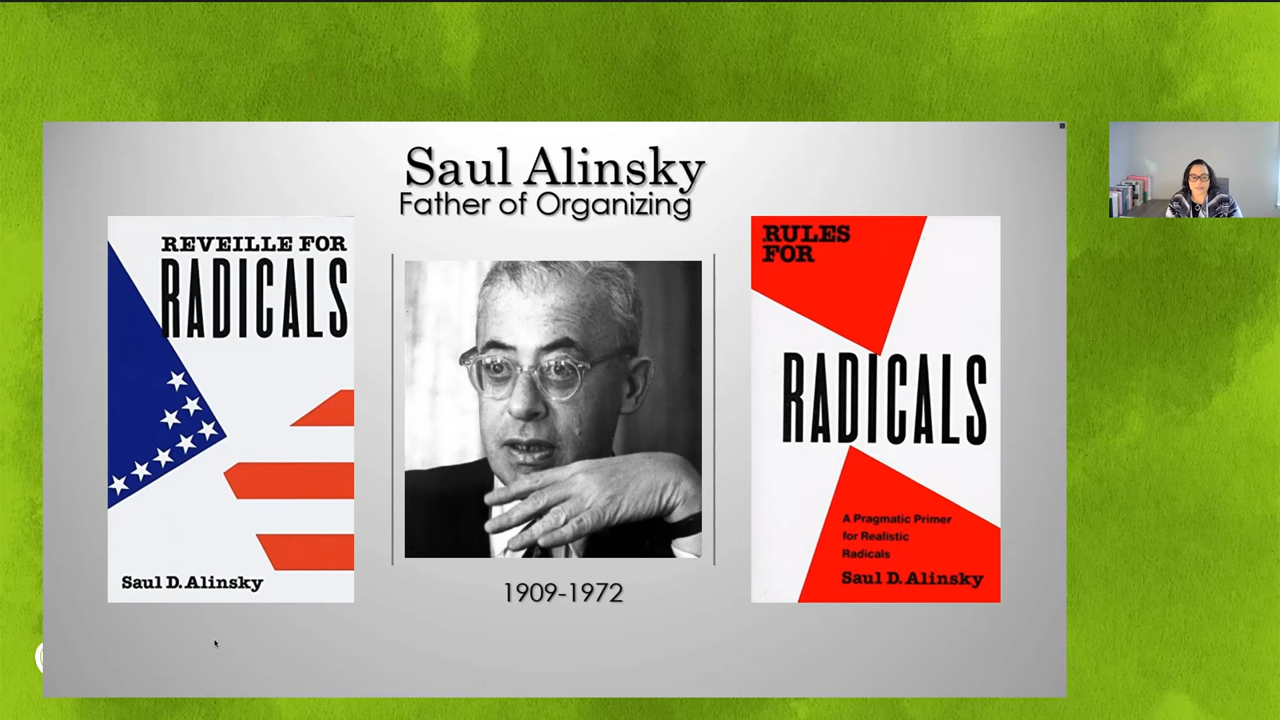 Saul Alinsky
Father of Organizing
REVEILLE FOR
RADICALS
Saul D. Alinsky
1909-1972
RULES
FOR
RADICALS
A Pragmatic Primer
for Realistic
Radicals
Saul D. Alinsky